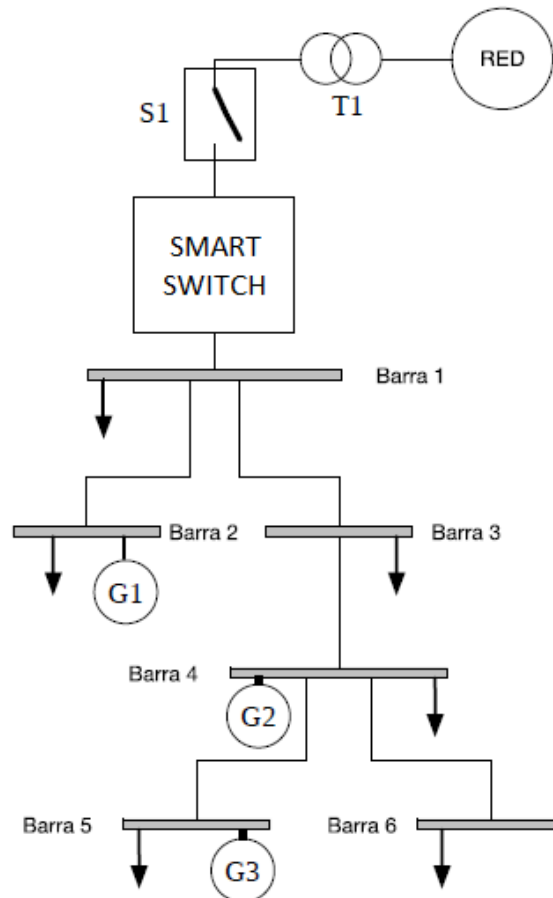 RED
T1
S1
SMART
SWITCH
Barra 1
Barra 2
Barra 3
G1
Barra 4
G2
Barra 5
Barra 6
G3